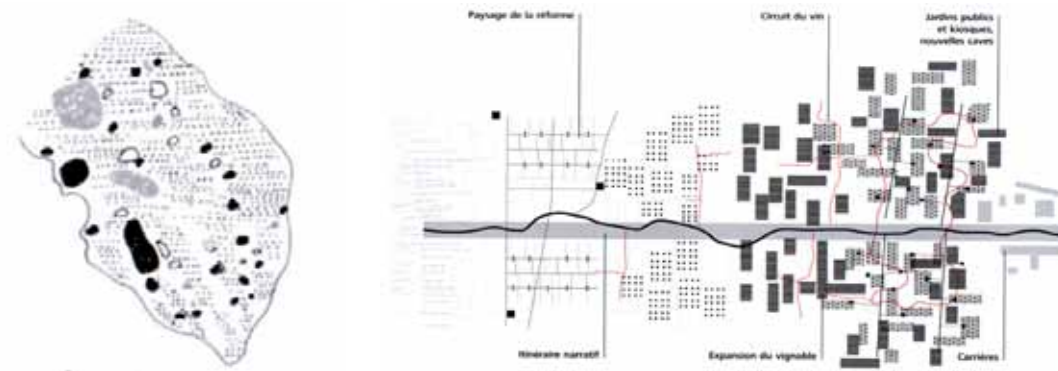 Paysage de la réforme
Circuit du vin
Jardins publics
et kiosques,
nouvelles caves
Itinéraire narratif
Expansion du vignoble
Carrières